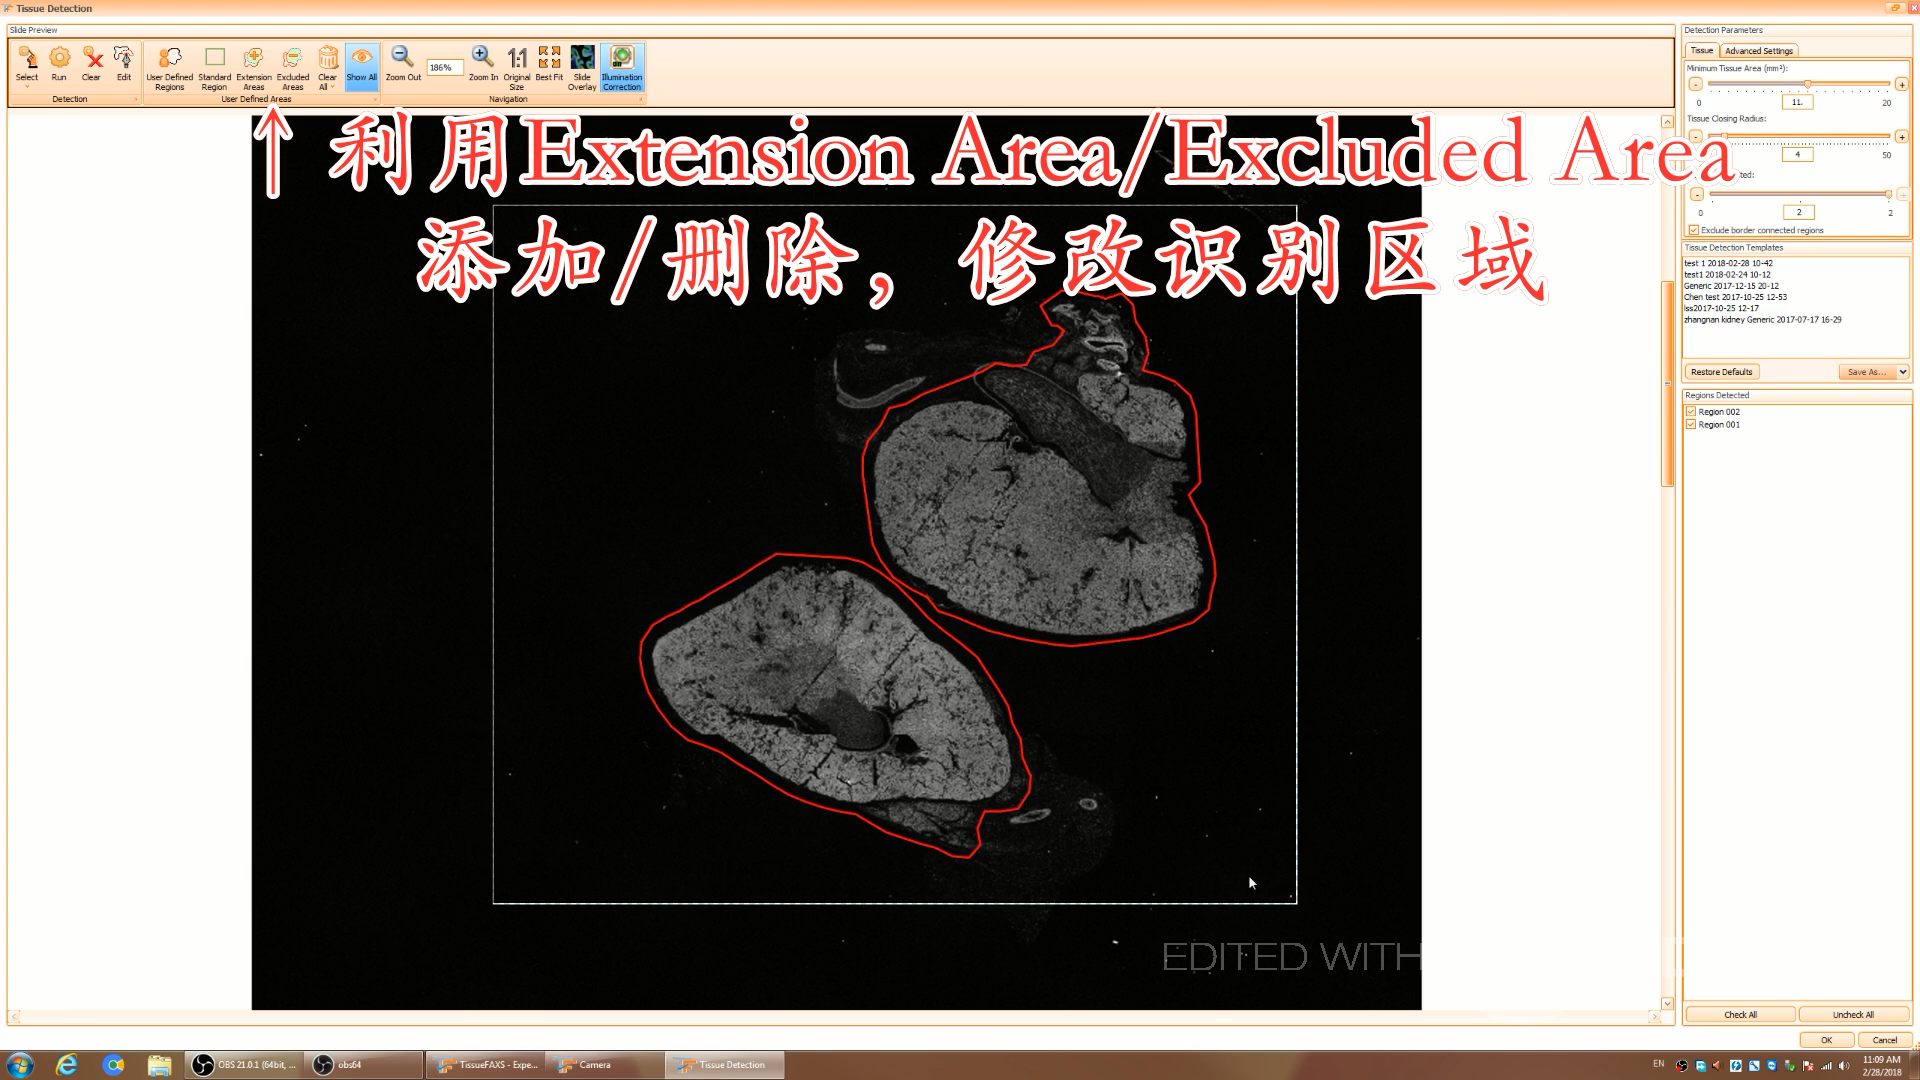 Tissue Detection
Slide Preview
Select
Run
Clear
Edit
User Defined Regions
Standard Region
Extension Areas
Excluded Areas
Clear All
Show All
Zoom Out
186%
Zoom In
Original Size
Best Fit
Slide Overlay
Illumination Correction
Detection
User Defined Areas
Navigation
↑ 利用Extension Area/Excluded Area
添加/删除，修改识别区域
EDITED WITH
Detection Parameters
Tissue
Advanced Settings
Minimum Tissue Area (mm²):
- +
0 11. 20
Tissue Closing Radius:
- +
4 50
- +
0 2 2
Exclude border connected regions
Tissue Detection Templates
test 1 2018-02-28 10-42
test1 2018-02-24 10-12
Generic 2017-12-15 20-12
Chen test 2017-10-25 12-53
lss2017-10-25 12-17
zhangnan kidney Generic 2017-07-17 16-29
Restore Defaults
Save As...
Regions Detected
Region 002
Region 001
Check All
Uncheck All
OK
Cancel
OBS 21.0.1 (64bit, ...
obs64
TissueFAXS - Expe...
Camera
Tissue Detection
EN
11:09 AM
2/28/2018